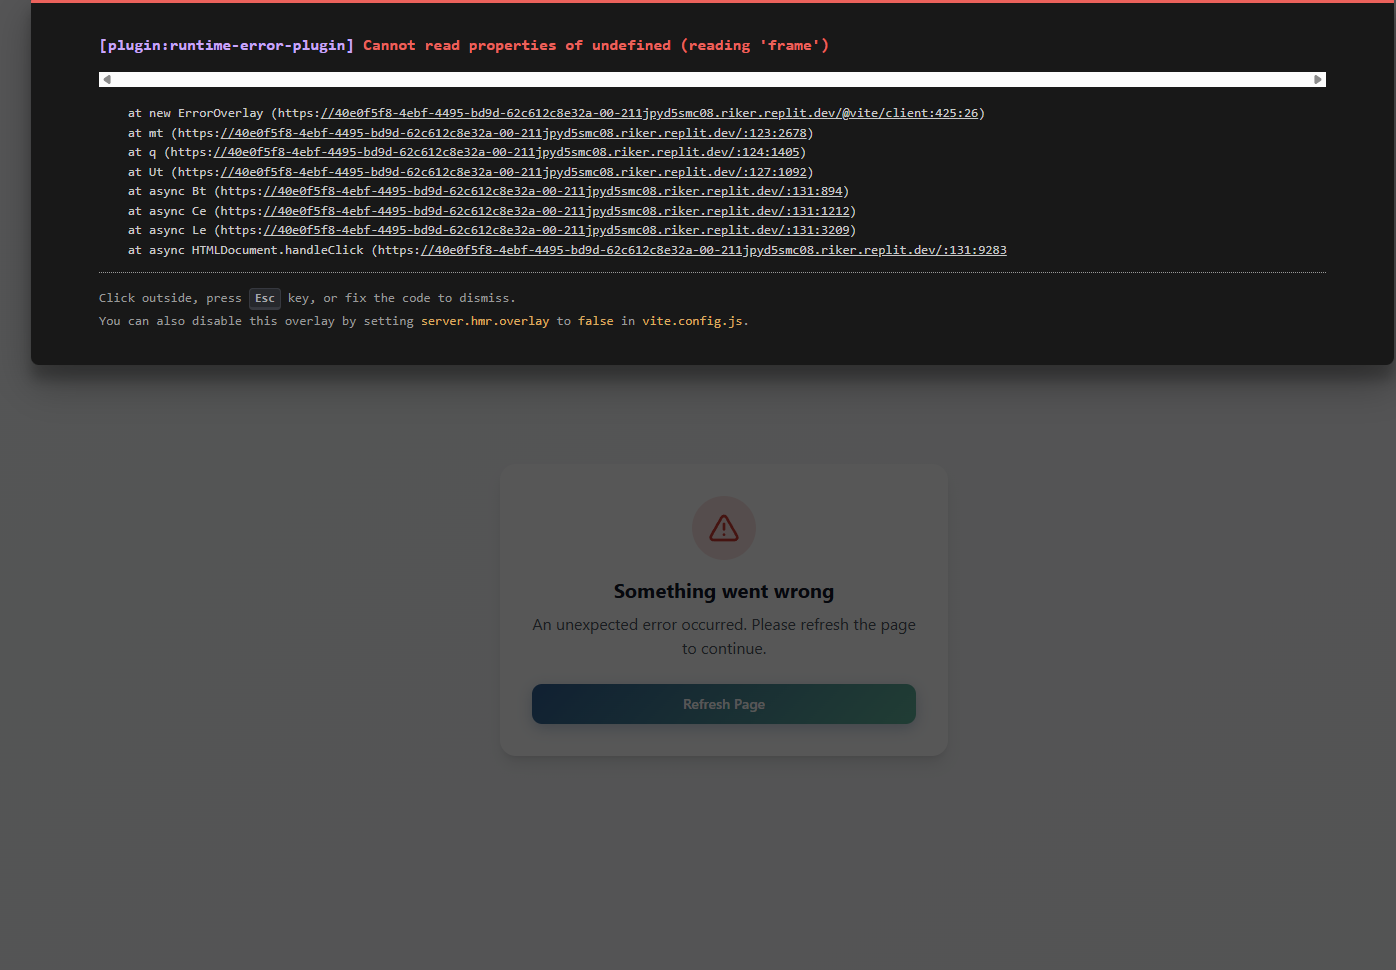 [plugin:runtime-error-plugin] Cannot read properties of undefined (reading 'frame')
at new ErrorOverlay (https://40e0f5f8-4ebf-4495-bd9d-62c612c8e32a-00-211jpyd5smc08.riker.replit.dev/@vite/client:425:26)
at mt (https://40e0f5f8-4ebf-4495-bd9d-62c612c8e32a-00-211jpyd5smc08.riker.replit.dev/:123:2678)
at q (https://40e0f5f8-4ebf-4495-bd9d-62c612c8e32a-00-211jpyd5smc08.riker.replit.dev/:124:1405)
at Ut (https://40e0f5f8-4ebf-4495-bd9d-62c612c8e32a-00-211jpyd5smc08.riker.replit.dev/:127:1092)
at async Bt (https://40e0f5f8-4ebf-4495-bd9d-62c612c8e32a-00-211jpyd5smc08.riker.replit.dev/:131:894)
at async Ce (https://40e0f5f8-4ebf-4495-bd9d-62c612c8e32a-00-211jpyd5smc08.riker.replit.dev/:131:1212)
at async Le (https://40e0f5f8-4ebf-4495-bd9d-62c612c8e32a-00-211jpyd5smc08.riker.replit.dev/:131:3209)
at async HTMLDocument.handleClick (https://40e0f5f8-4ebf-4495-bd9d-62c612c8e32a-00-211jpyd5smc08.riker.replit.dev/:131:9283
Click outside, press Esc key, or fix the code to dismiss.
You can also disable this overlay by setting server.hmr.overlay to false in vite.config.js.
Something went wrong
An unexpected error occurred. Please refresh the page
to continue.
Refresh Page